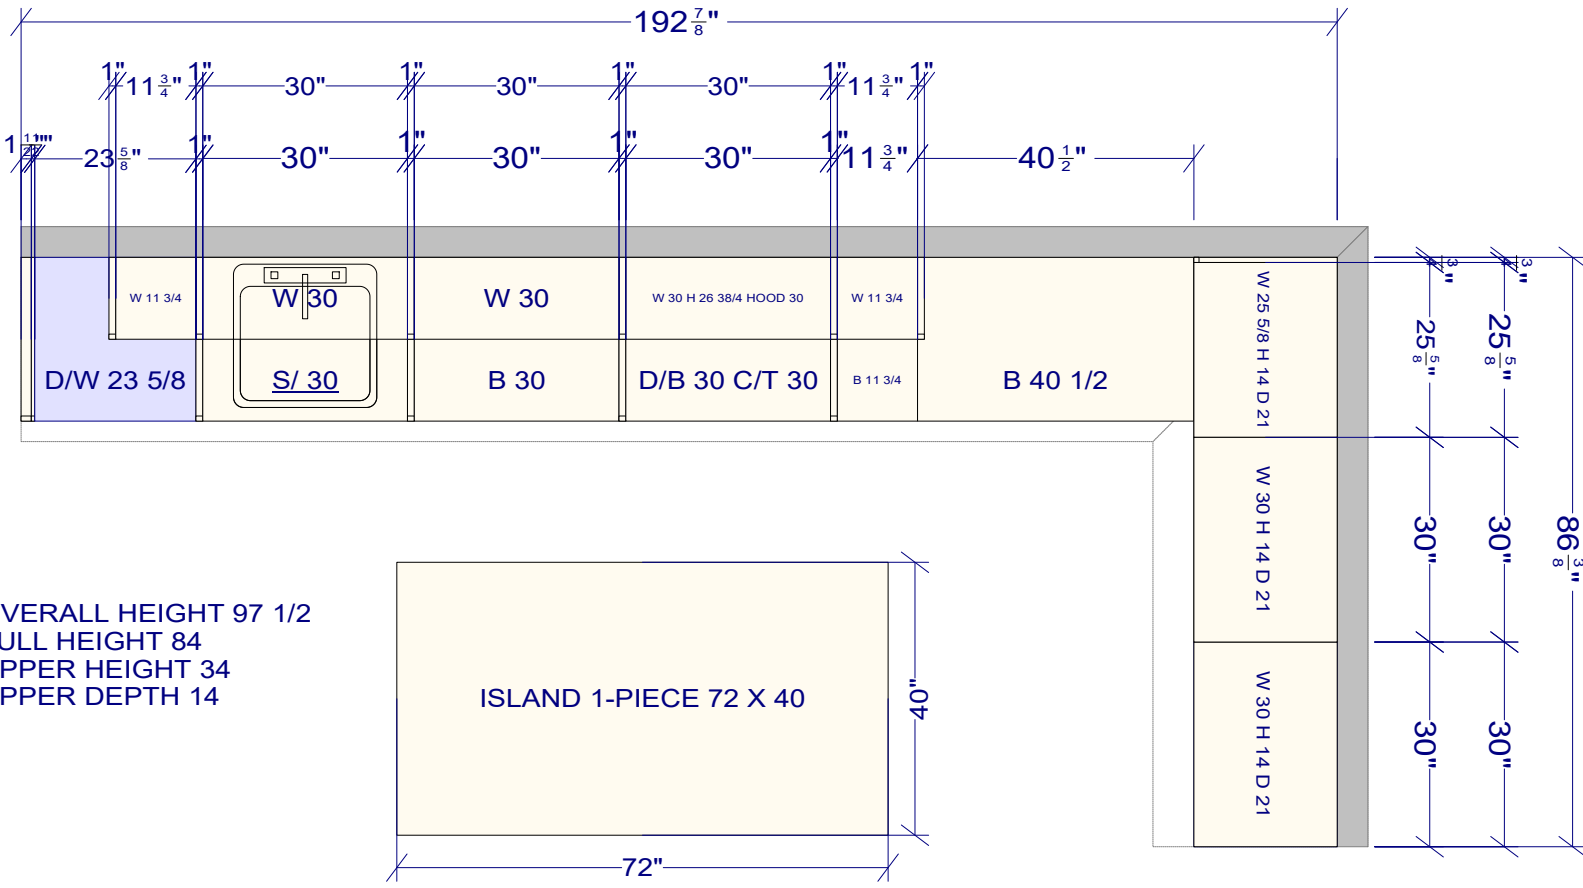 192 7/8"
1" 11 3/4" 1" 30" 1" 30" 1" 30" 1" 11 3/4" 1"
1 23 5/8" 1" 30" 1" 30" 1" 30" 1" 11 3/4" 40 1/2"
W 11 3/4
W 30
W 30
W 30 H 26 38/4 HOOD 30
W 11 3/4
D/W 23 5/8
S/ 30
B 30
D/B 30 C/T 30
B 11 3/4
B 40 1/2
W 25 5/8 H 14 D 21
W 30 H 14 D 21
W 30 H 14 D 21
3/4" 3/4"
25 5/8" 25 5/8"
30" 30"
30" 30"
86 3/8"
VERALL HEIGHT 97 1/2
ULL HEIGHT 84
PPER HEIGHT 34
PPER DEPTH 14
ISLAND 1-PIECE 72 X 40
40"
72"